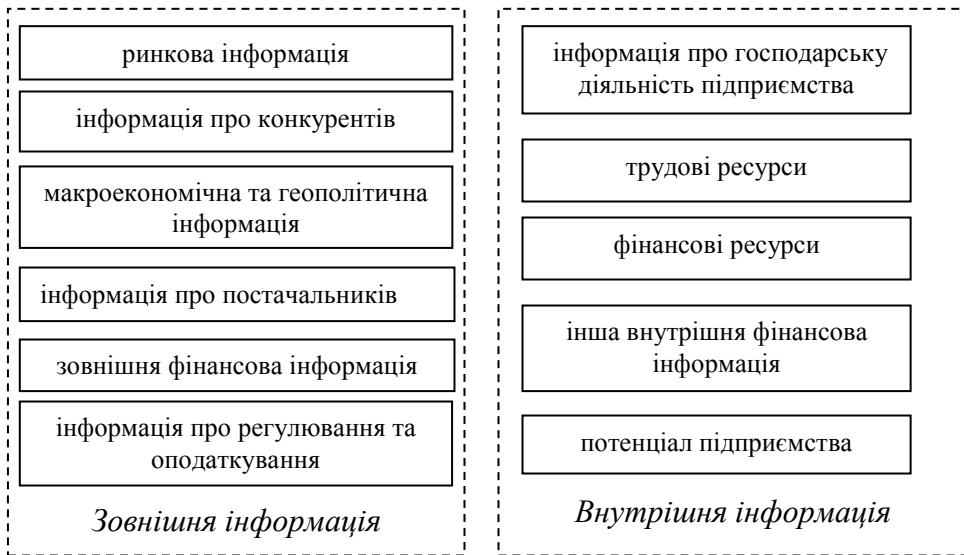 ринкова інформація
інформація про конкурентів
макроекономічна та геополітична
інформація
інформація про постачальників
зовнішня фінансова інформація
інформація про регулювання та
оподаткування
Зовнішня інформація
інформація про господарську
діяльність підприємства
трудові ресурси
фінансові ресурси
інша внутрішня фінансова
інформація
потенціал підприємства
Внутрішня інформація